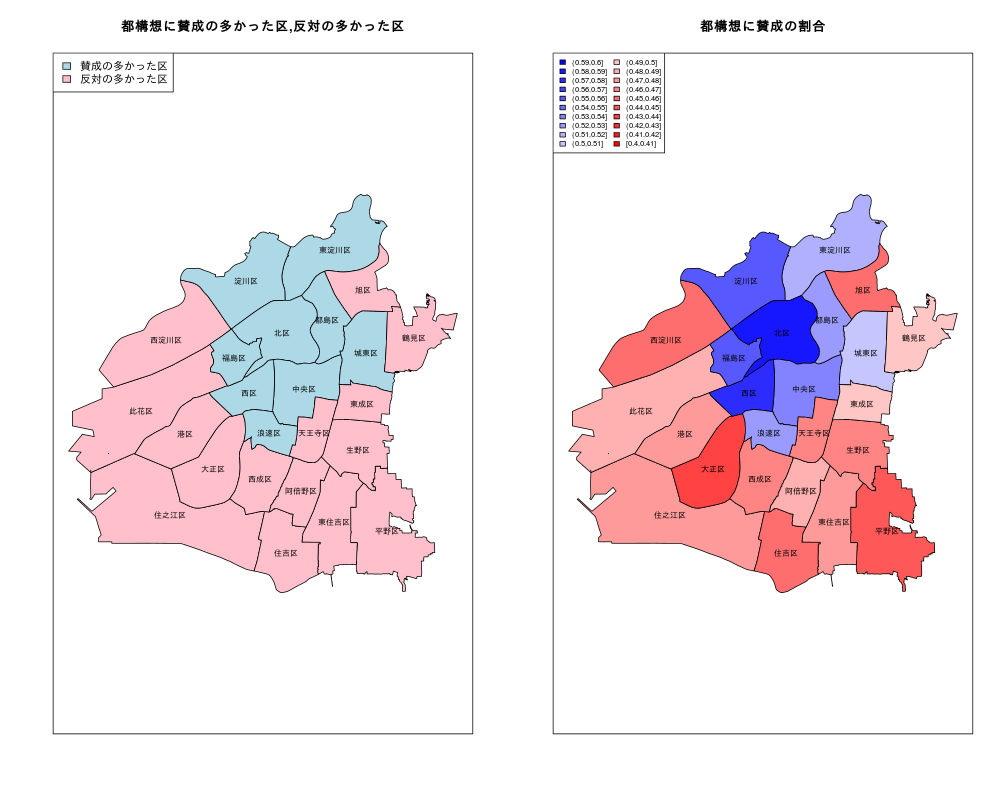 都構想に賛成の多かった区,反対の多かった区
賛成の多かった区
反対の多かった区
東淀川区
淀川区
旭区
都島区
北区
鶴見区
西淀川区
福島区
城東区
中央区
西区
東成区
此花区
港区
浪速区
天王寺区
生野区
大正区
西成区
阿倍野区
住之江区
東住吉区
平野区
住吉区
都構想に賛成の割合
(0.59,0.6]
(0.58,0.59]
(0.57,0.58]
(0.56,0.57]
(0.55,0.56]
(0.54,0.55]
(0.53,0.54]
(0.52,0.53]
(0.51,0.52]
(0.5,0.51]
(0.49,0.5]
(0.48,0.49]
(0.47,0.48]
(0.46,0.47]
(0.45,0.46]
(0.44,0.45]
(0.43,0.44]
(0.42,0.43]
(0.41,0.42]
[0.4,0.41]
東淀川区
淀川区
旭区
都島区
北区
鶴見区
西淀川区
福島区
城東区
中央区
西区
東成区
此花区
港区
浪速区
天王寺区
生野区
大正区
西成区
阿倍野区
住之江区
東住吉区
平野区
住吉区